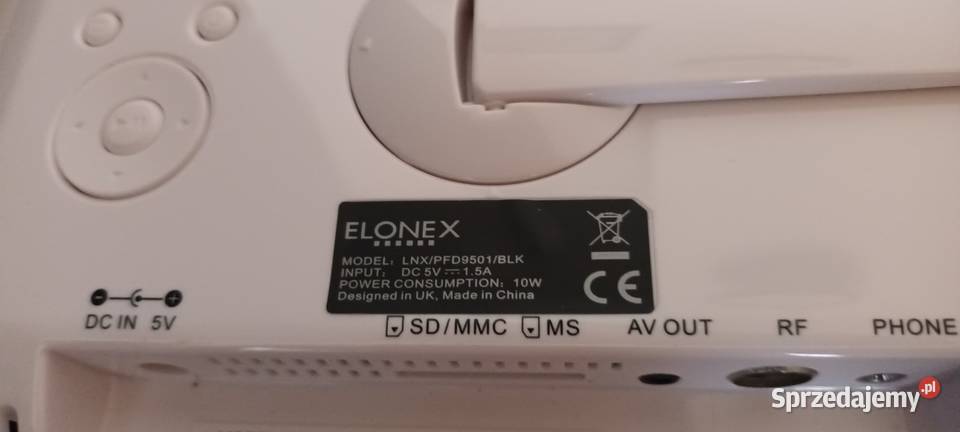 ELONEX
MODEL: LNX/PFD9501/BLK
INPUT: DC 5V ⎓ 1.5A
POWER CONSUMPTION: 10W
Designed in UK, Made in China
CE
DC IN 5V
SD/MMC MS AV OUT RF PHONE
Sprzedajemy.pl